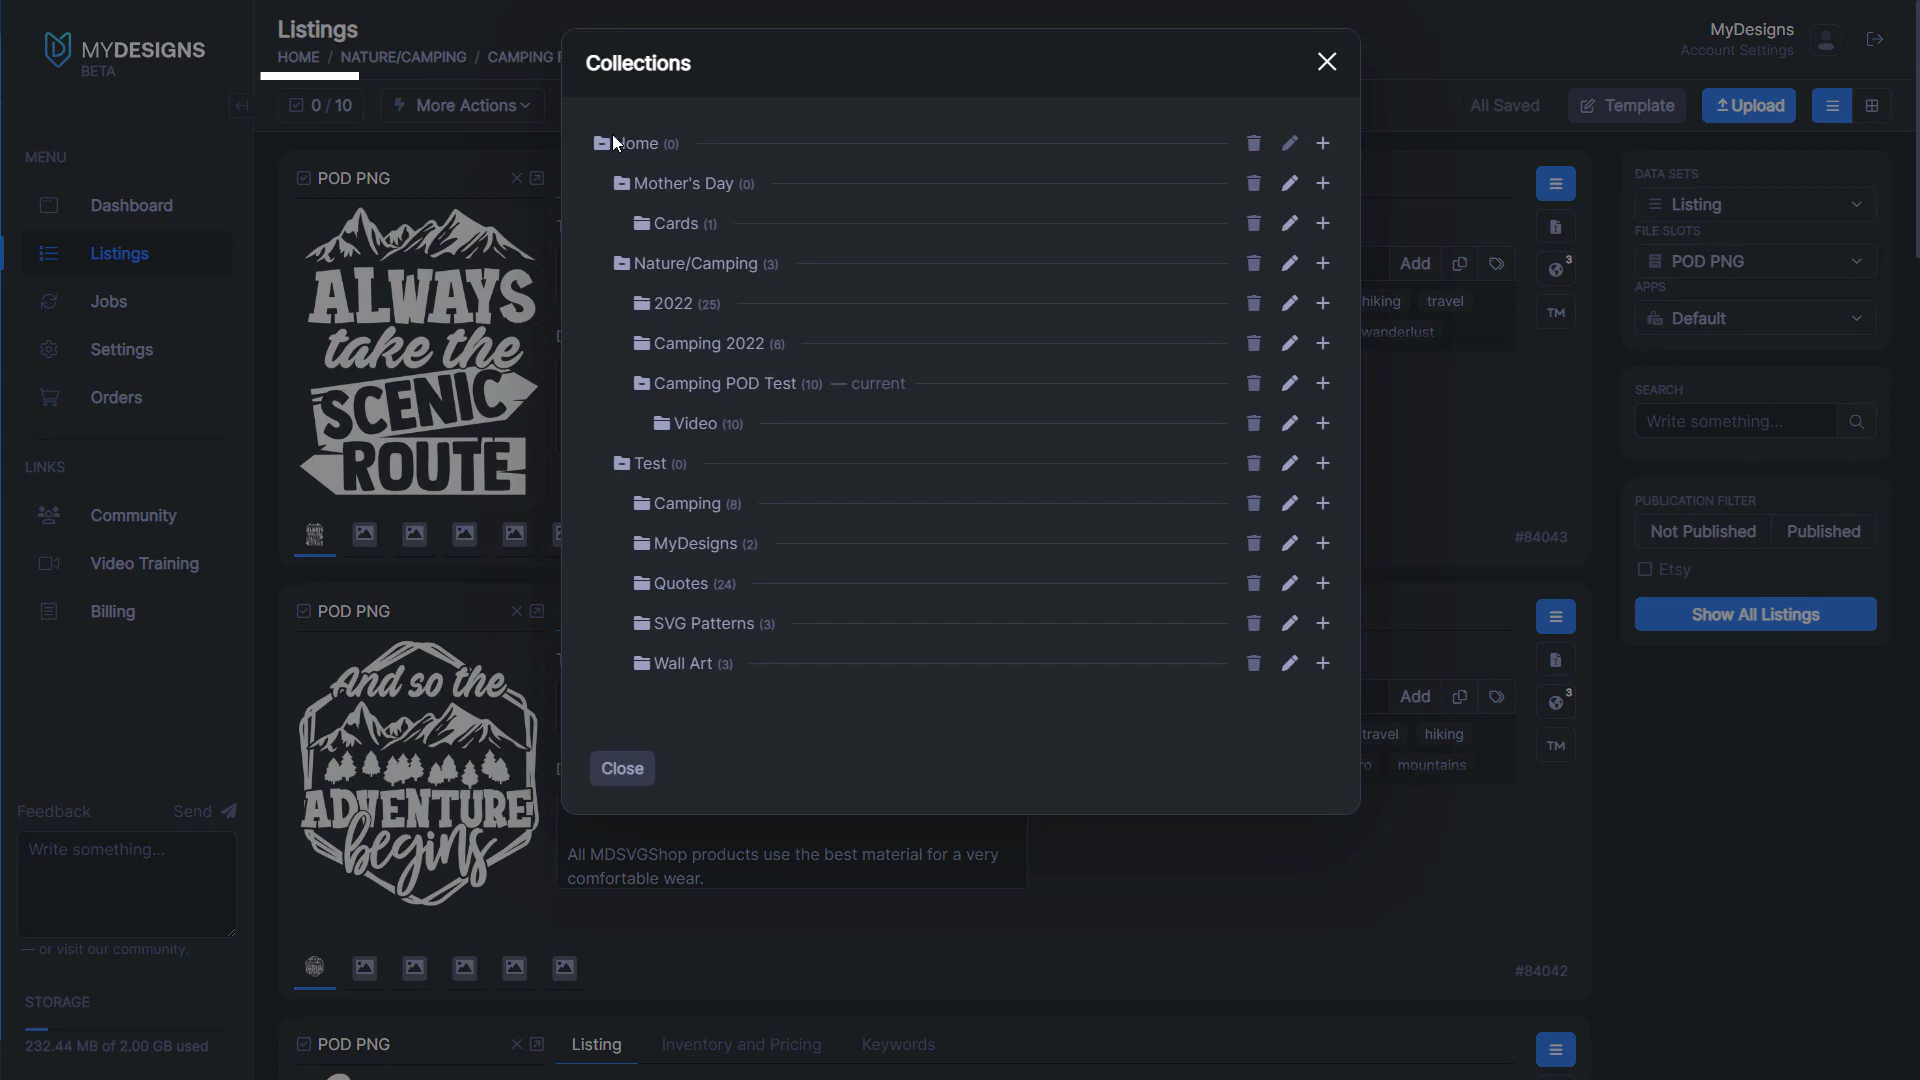 MYDESIGNS
BETA
MENU
Dashboard
Listings
Jobs
Settings
Orders
LINKS
Community
Video Training
Billing
Feedback
Send
Write something...
— or visit our community.
STORAGE
232.44 MB of 2.00 GB used
Listings
HOME / NATURE/CAMPING / CAMPING
0 / 10
More Actions
MyDesigns
Account Settings
All Saved
Template
Upload
POD PNG
ALWAYS
take the
SCENIC
ROUTE
POD PNG
And so the
ADVENTURE
begins
POD PNG
Listing
Inventory and Pricing
Keywords
Collections
Home (0)
Mother's Day (0)
Cards (1)
Nature/Camping (3)
2022 (25)
Camping 2022 (6)
Camping POD Test (10) — current
Video (10)
Test (0)
Camping (8)
MyDesigns (2)
Quotes (24)
SVG Patterns (3)
Wall Art (3)
Close
All MDSVGShop products use the best material for a very
comfortable wear.
Add
3
hiking travel
wanderlust
TM
#84043
Add
3
travel hiking
mountains
TM
#84042
DATA SETS
Listing
FILE SLOTS
POD PNG
APPS
Default
SEARCH
Write something...
PUBLICATION FILTER
Not Published
Published
Etsy
Show All Listings